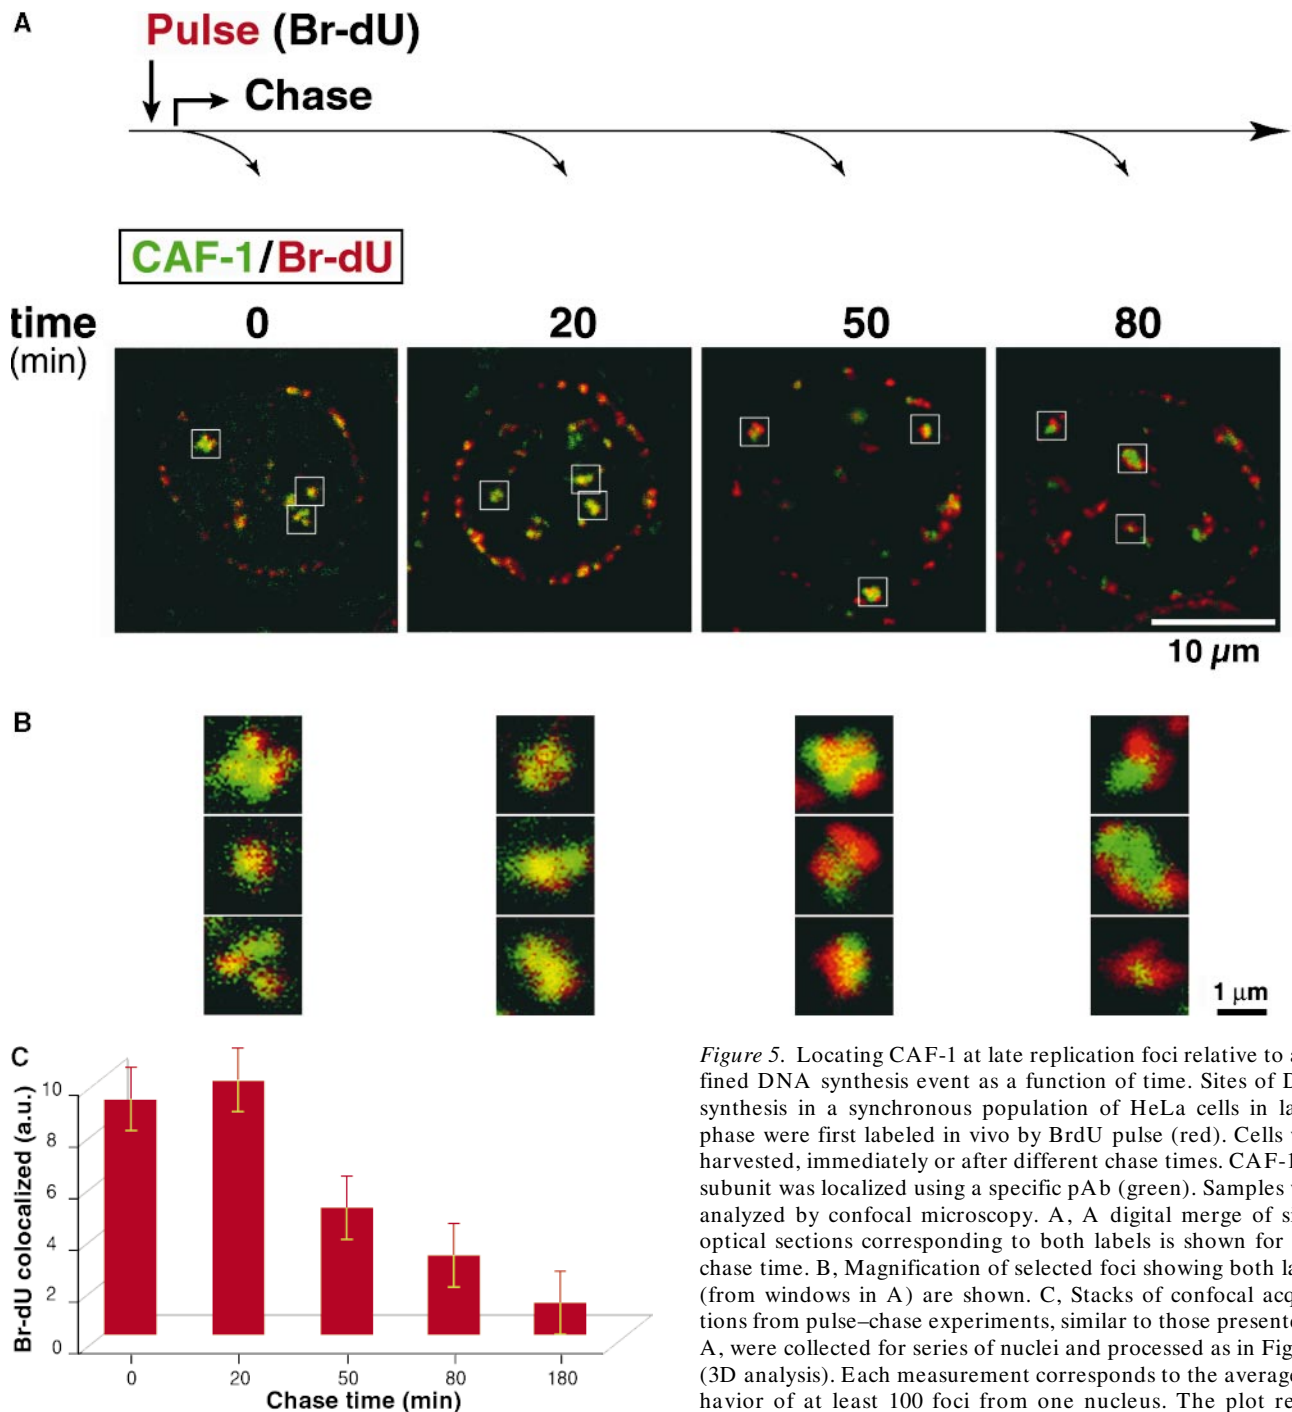 A
Pulse (Br-dU)
Chase
CAF-1/Br-dU
time 0 20 50 80
(min)
10 µm
B
1 µm
C
Br-dU colocalized (a.u.)
10
8
6
4
2
0
0 20 50 80 180
Chase time (min)
Figure 5. Locating CAF-1 at late replication foci relative to a
fined DNA synthesis event as a function of time. Sites of D
synthesis in a synchronous population of HeLa cells in la
phase were first labeled in vivo by BrdU pulse (red). Cells
harvested, immediately or after different chase times. CAF-1
subunit was localized using a specific pAb (green). Samples
analyzed by confocal microscopy. A, A digital merge of
optical sections corresponding to both labels is shown for
chase time. B, Magnification of selected foci showing both la
(from windows in A) are shown. C, Stacks of confocal acq
tions from pulse–chase experiments, similar to those presente
A, were collected for series of nuclei and processed as in Fig
(3D analysis). Each measurement corresponds to the average
havior of at least 100 foci from one nucleus. The plot re